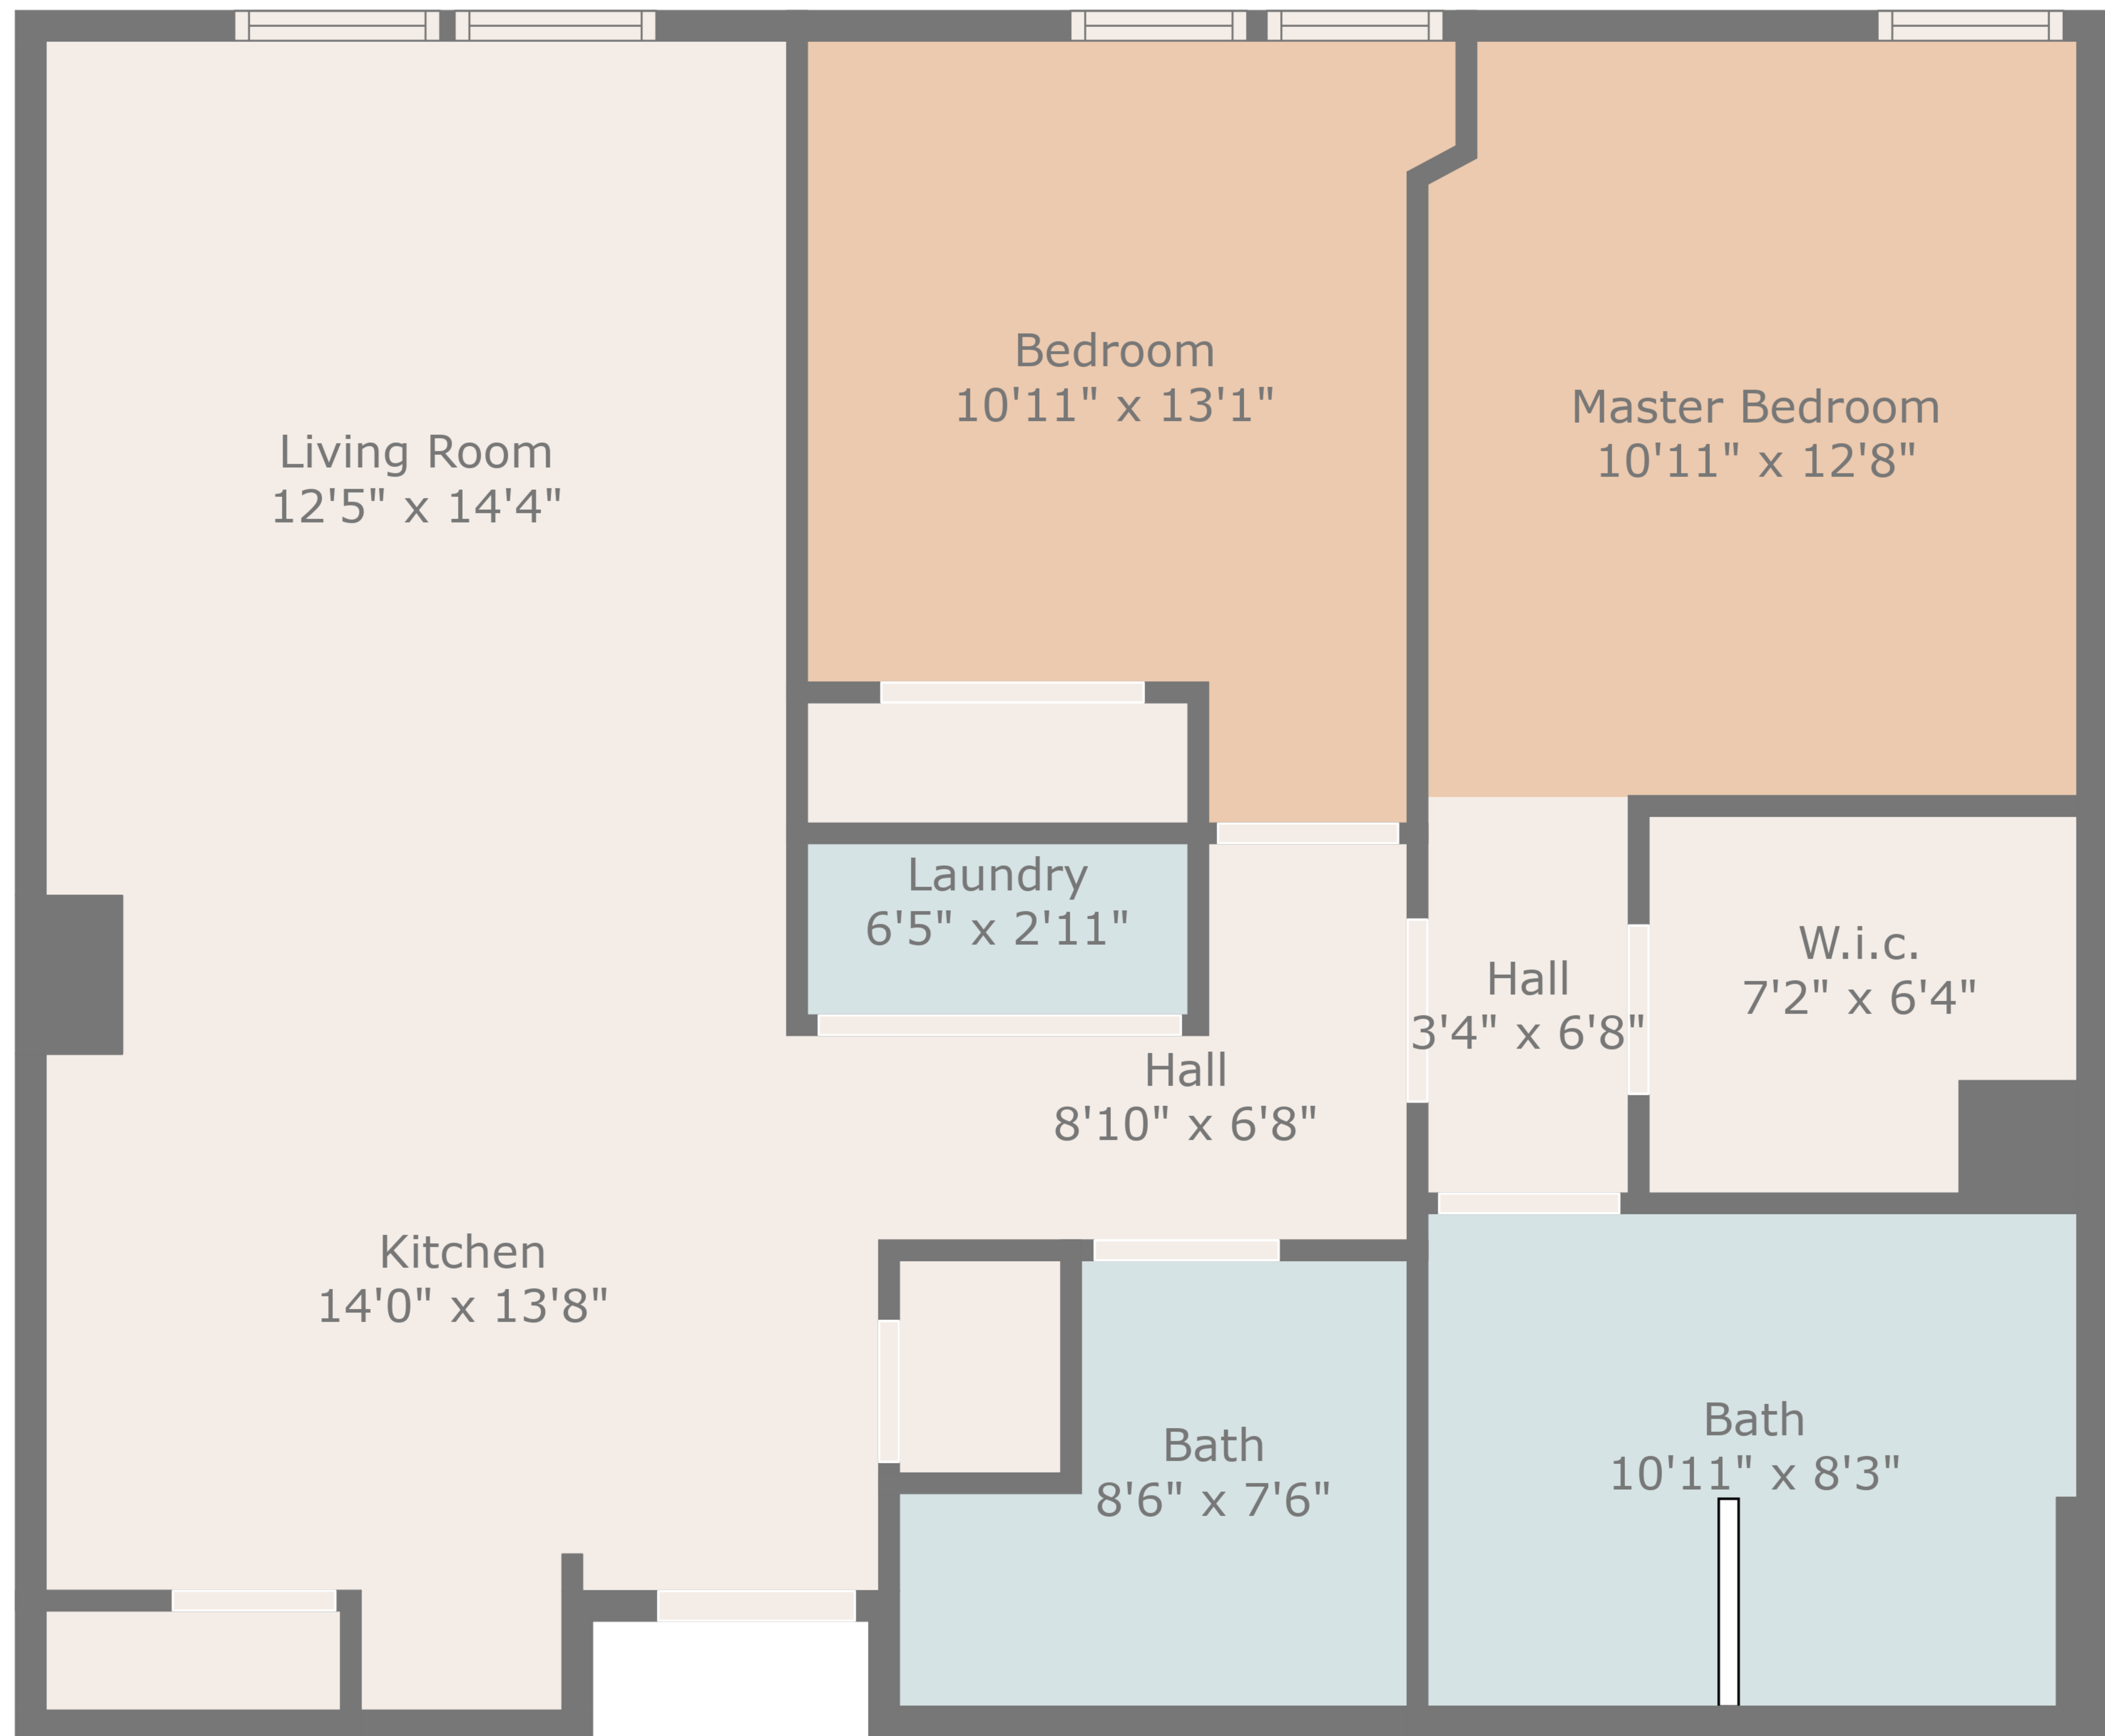 Living Room
12'5" x 14'4"
Bedroom
10'11" x 13'1"
Master Bedroom
10'11" x 12'8"
Laundry
6'5" x 2'11"
Hall
8'10" x 6'8"
Hall
3'4" x 6'8"
W.i.c.
7'2" x 6'4"
Kitchen
14'0" x 13'8"
Bath
8'6" x 7'6"
Bath
10'11" x 8'3"